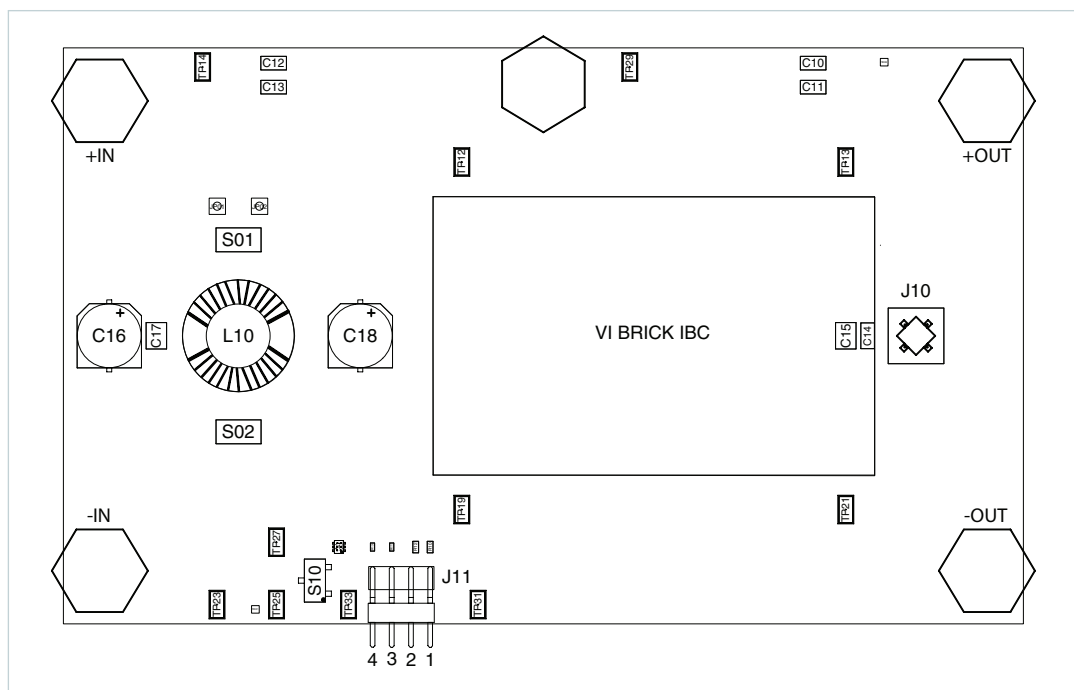 TP14
C12
C13
TP29
C10
C11
+IN
+OUT
TP12
TP13
S01
C16
C17
L10
C18
VI BRICK IBC
C15
C14
J10
S02
-IN
-OUT
TP19
TP21
TP27
S10
J11
TP23
TP25
TP33
TP31
4 3 2 1